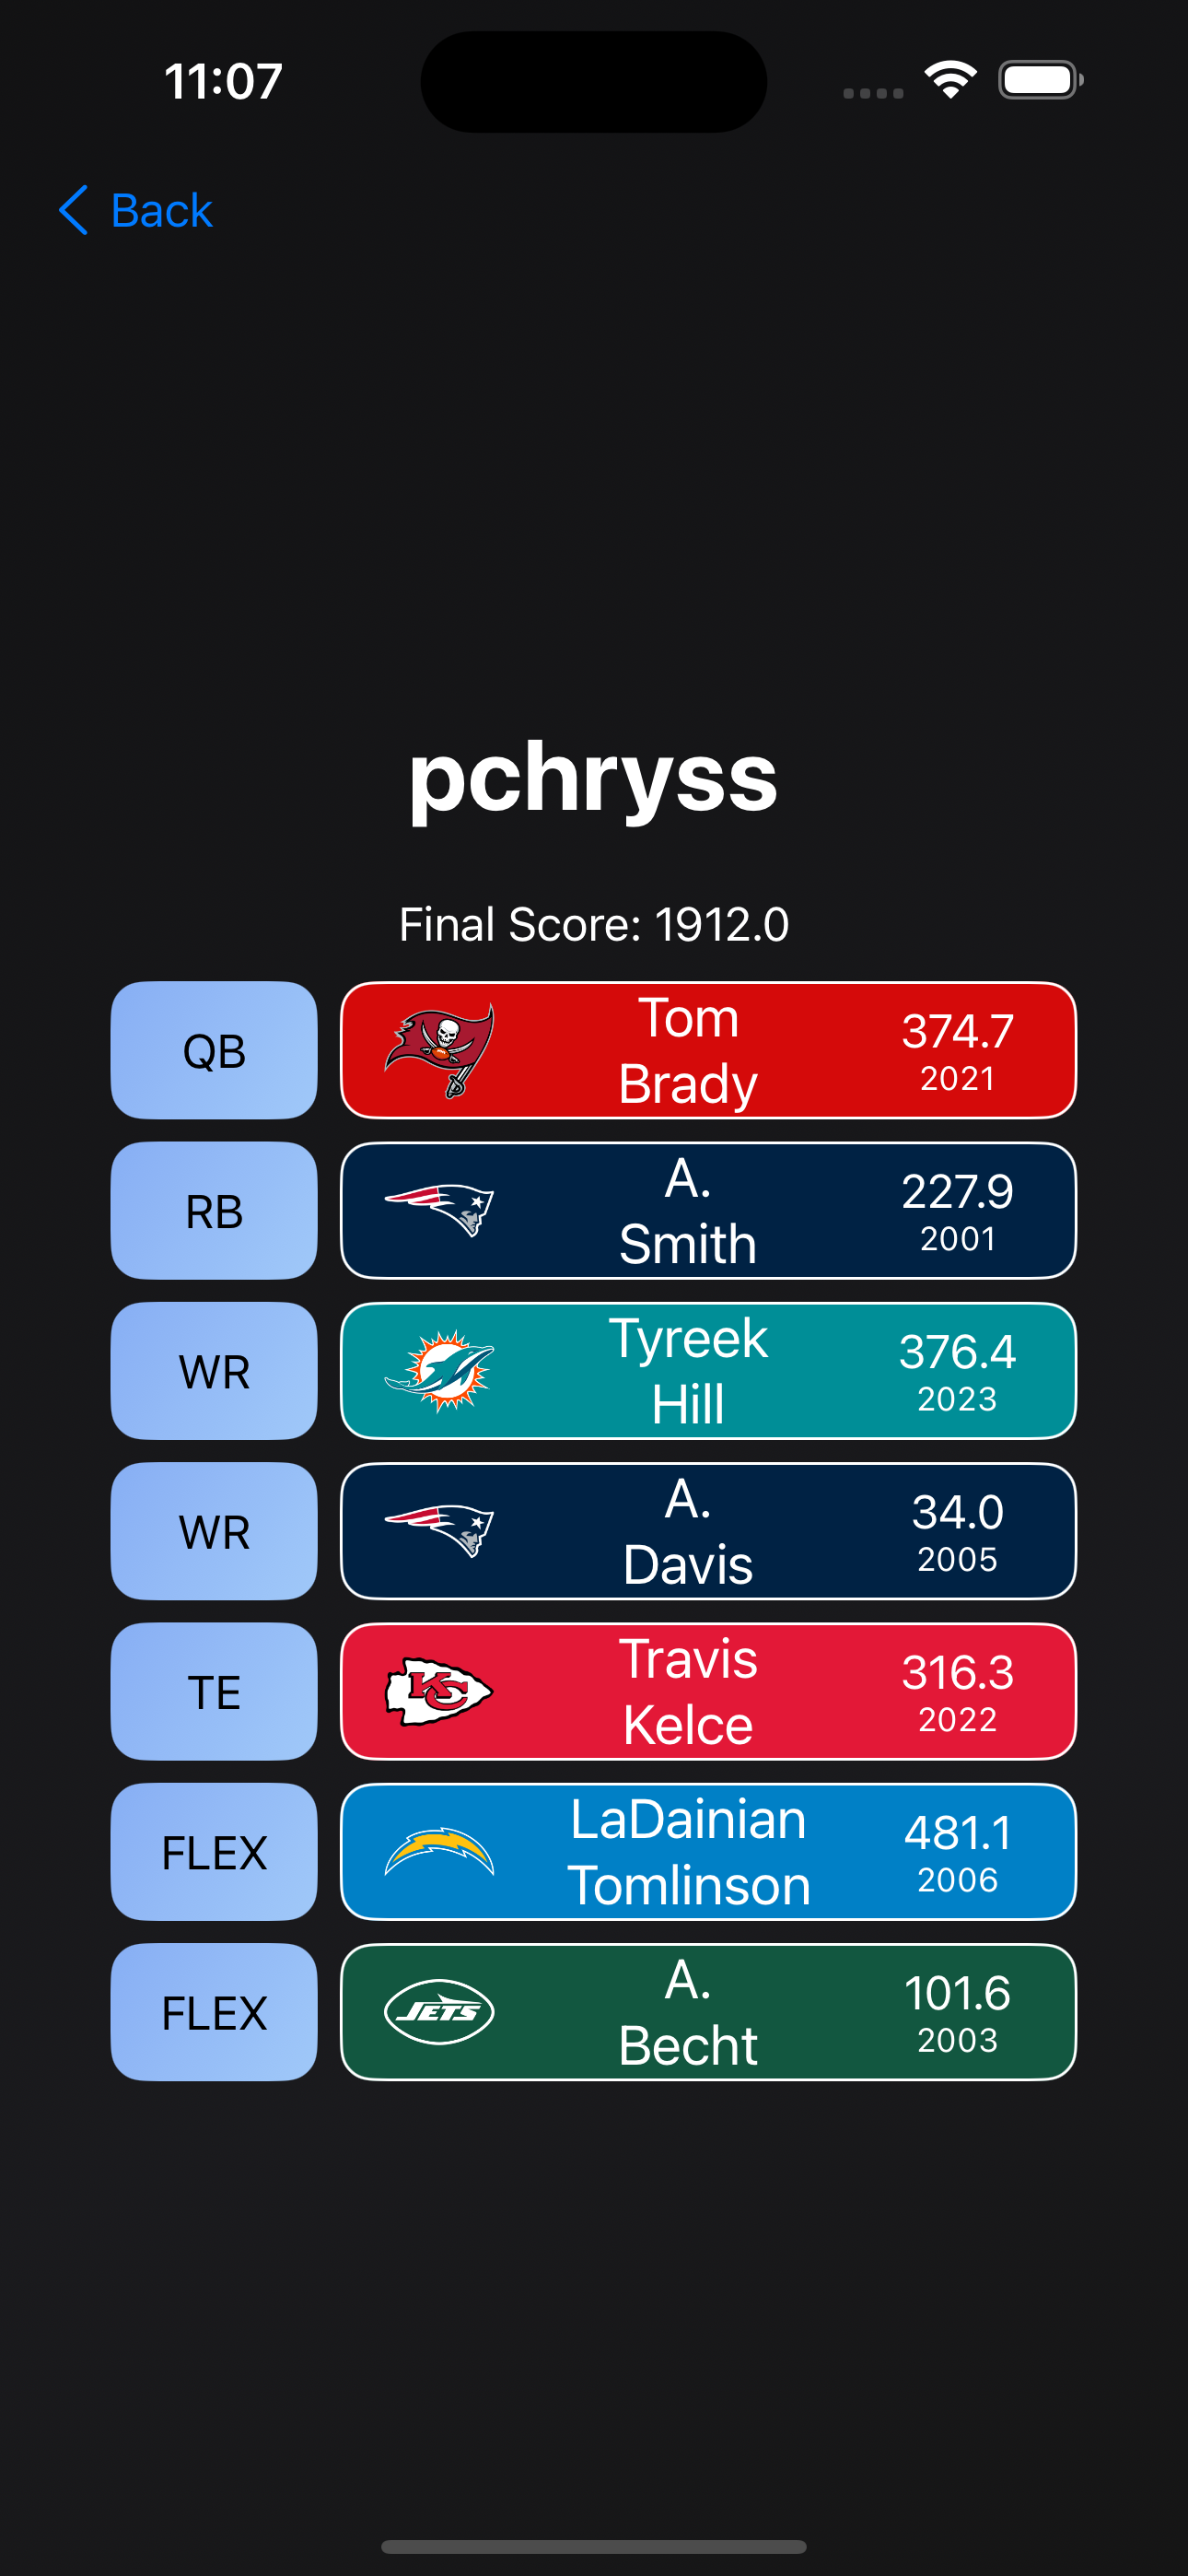 11:07
Back
pchryss
Final Score: 1912.0
QB
Tom
Brady
374.7
2021
RB
A.
Smith
227.9
2001
WR
Tyreek
Hill
376.4
2023
WR
A.
Davis
34.0
2005
TE
KC
Travis
Kelce
316.3
2022
FLEX
LaDainian
Tomlinson
481.1
2006
FLEX
JETS
A.
Becht
101.6
2003